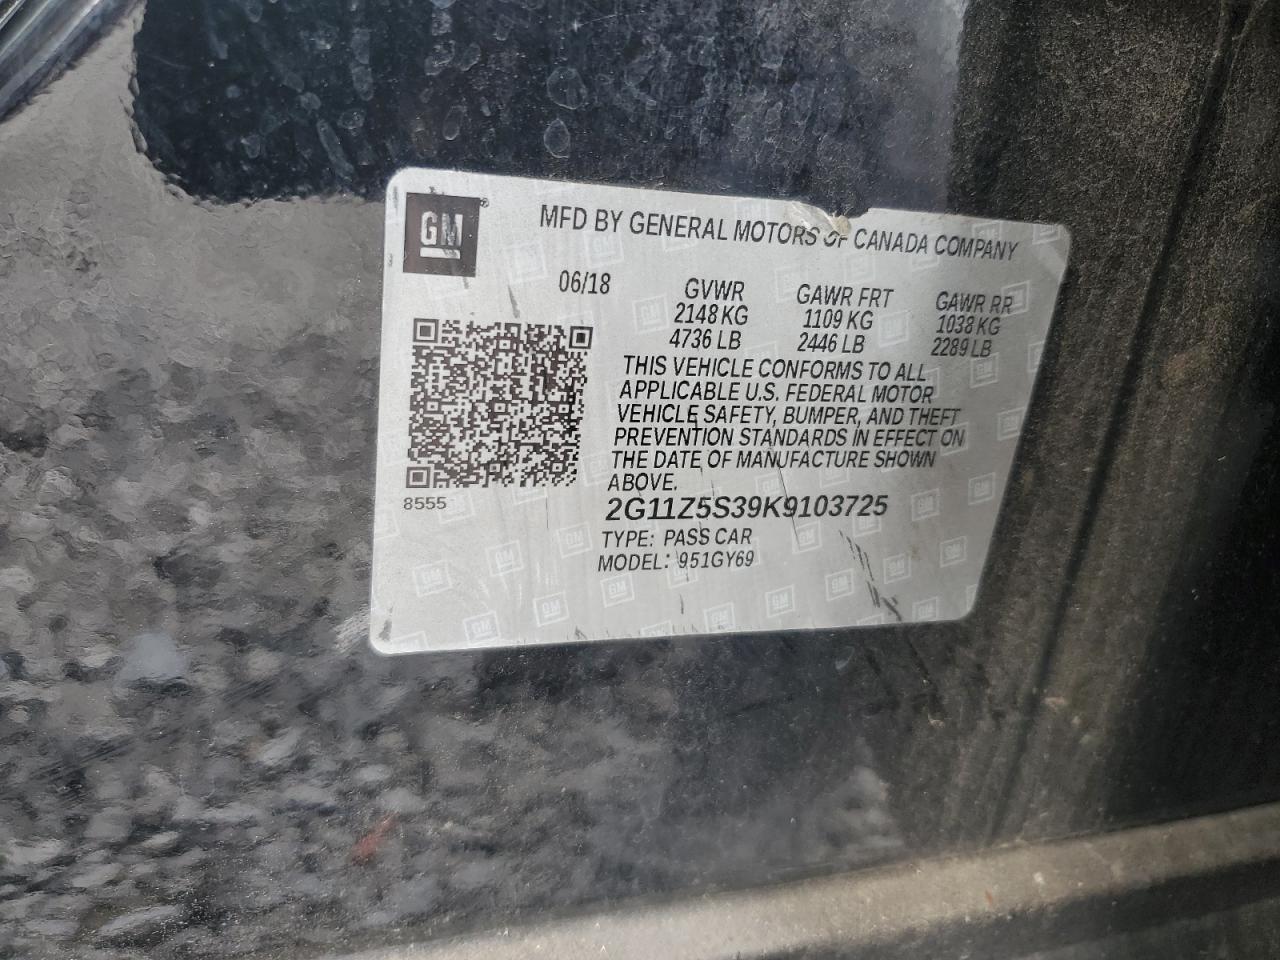 GM®
MFD BY GENERAL MOTORS OF CANADA COMPANY
06/18
GVWR
2148 KG
4736 LB
GAWR FRT
1109 KG
2446 LB
GAWR RR
1038 KG
2289 LB
THIS VEHICLE CONFORMS TO ALL
APPLICABLE U.S. FEDERAL MOTOR
VEHICLE SAFETY, BUMPER, AND THEFT
PREVENTION STANDARDS IN EFFECT ON
THE DATE OF MANUFACTURE SHOWN
ABOVE.
8555
2G11Z5S39K9103725
TYPE: PASS CAR
MODEL: 951GY69